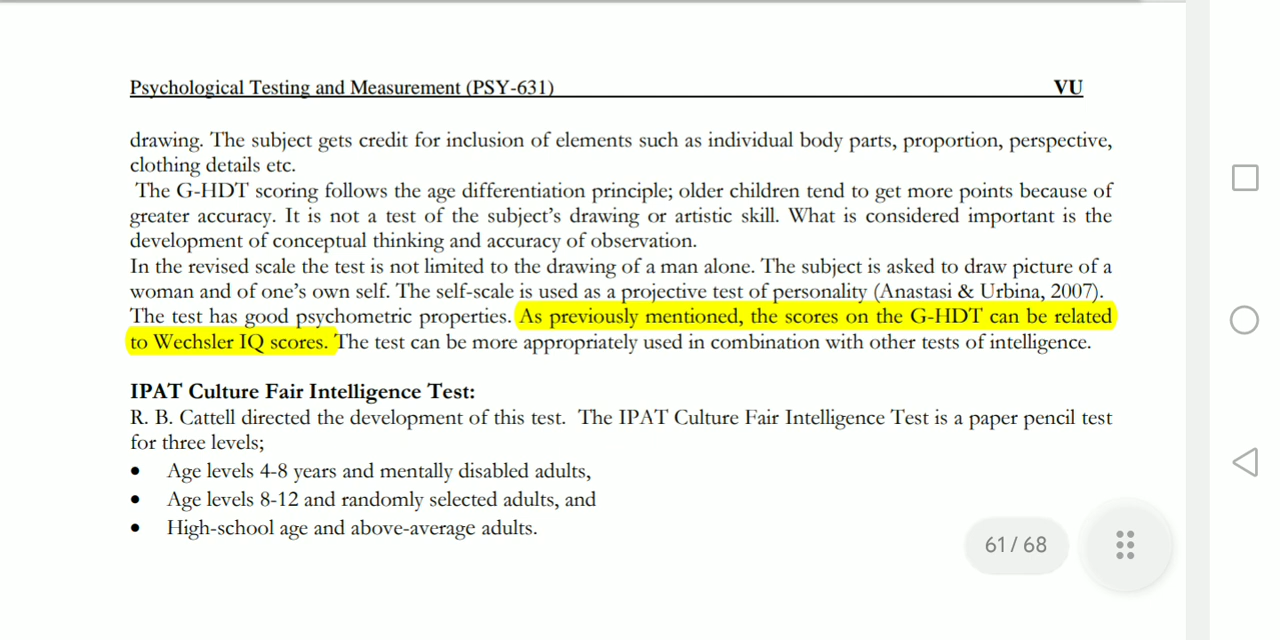 Psychological Testing and Measurement (PSY-631) VU
drawing. The subject gets credit for inclusion of elements such as individual body parts, proportion, perspective,
clothing details etc.
The G-HDT scoring follows the age differentiation principle; older children tend to get more points because of
greater accuracy. It is not a test of the subject’s drawing or artistic skill. What is considered important is the
development of conceptual thinking and accuracy of observation.
In the revised scale the test is not limited to the drawing of a man alone. The subject is asked to draw picture of a
woman and of one’s own self. The self-scale is used as a projective test of personality (Anastasi & Urbina, 2007).
The test has good psychometric properties. As previously mentioned, the scores on the G-HDT can be related
to Wechsler IQ scores. The test can be more appropriately used in combination with other tests of intelligence.
IPAT Culture Fair Intelligence Test:
R. B. Cattell directed the development of this test. The IPAT Culture Fair Intelligence Test is a paper pencil test
for three levels;
• Age levels 4-8 years and mentally disabled adults,
• Age levels 8-12 and randomly selected adults, and
• High-school age and above-average adults.
61 / 68